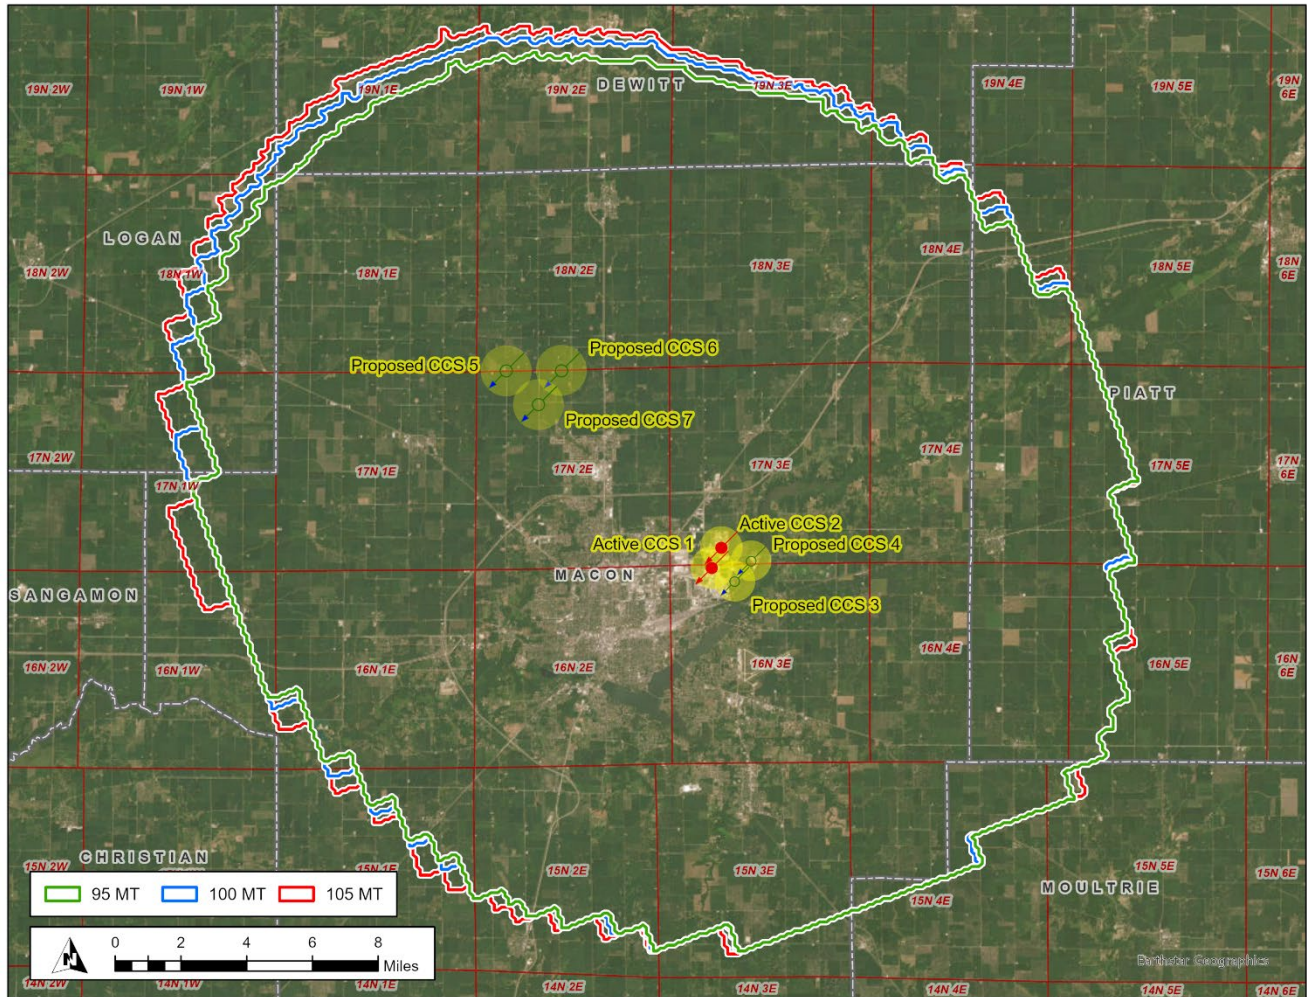 19N 2W
19N 1W
19N 1E
19N 2E
DEWITT
19N 3E
19N 4E
19N 5E
19N
6E
LOGAN
18N 2W
18N 1W
18N 1E
18N 2E
18N 3E
18N 4E
18N 5E
18N
6E
Proposed CCS 5
Proposed CCS 6
Proposed CCS 7
PIATT
17N 2W
17N 1W
17N 1E
17N 2E
17N 3E
17N 4E
17N 5E
17N
6E
Active CCS 2
Active CCS 1
Proposed CCS 4
MACON
Proposed CCS 3
SANGAMON
16N 2W
16N 1W
16N 1E
16N 2E
16N 3E
16N 4E
16N 5E
16N
6E
CHRISTIAN
15N 2W
15N 1E
15N 2E
15N 3E
15N 4E
15N 5E
15N 6E
MOULTRIE
95 MT 100 MT 105 MT
N
0 2 4 6 8
Miles
Earthstar Geographics
14N 2W
14N 1W
14N 1E
14N 2E
14N 3E
14N 4E
14N 5E
14N 6E